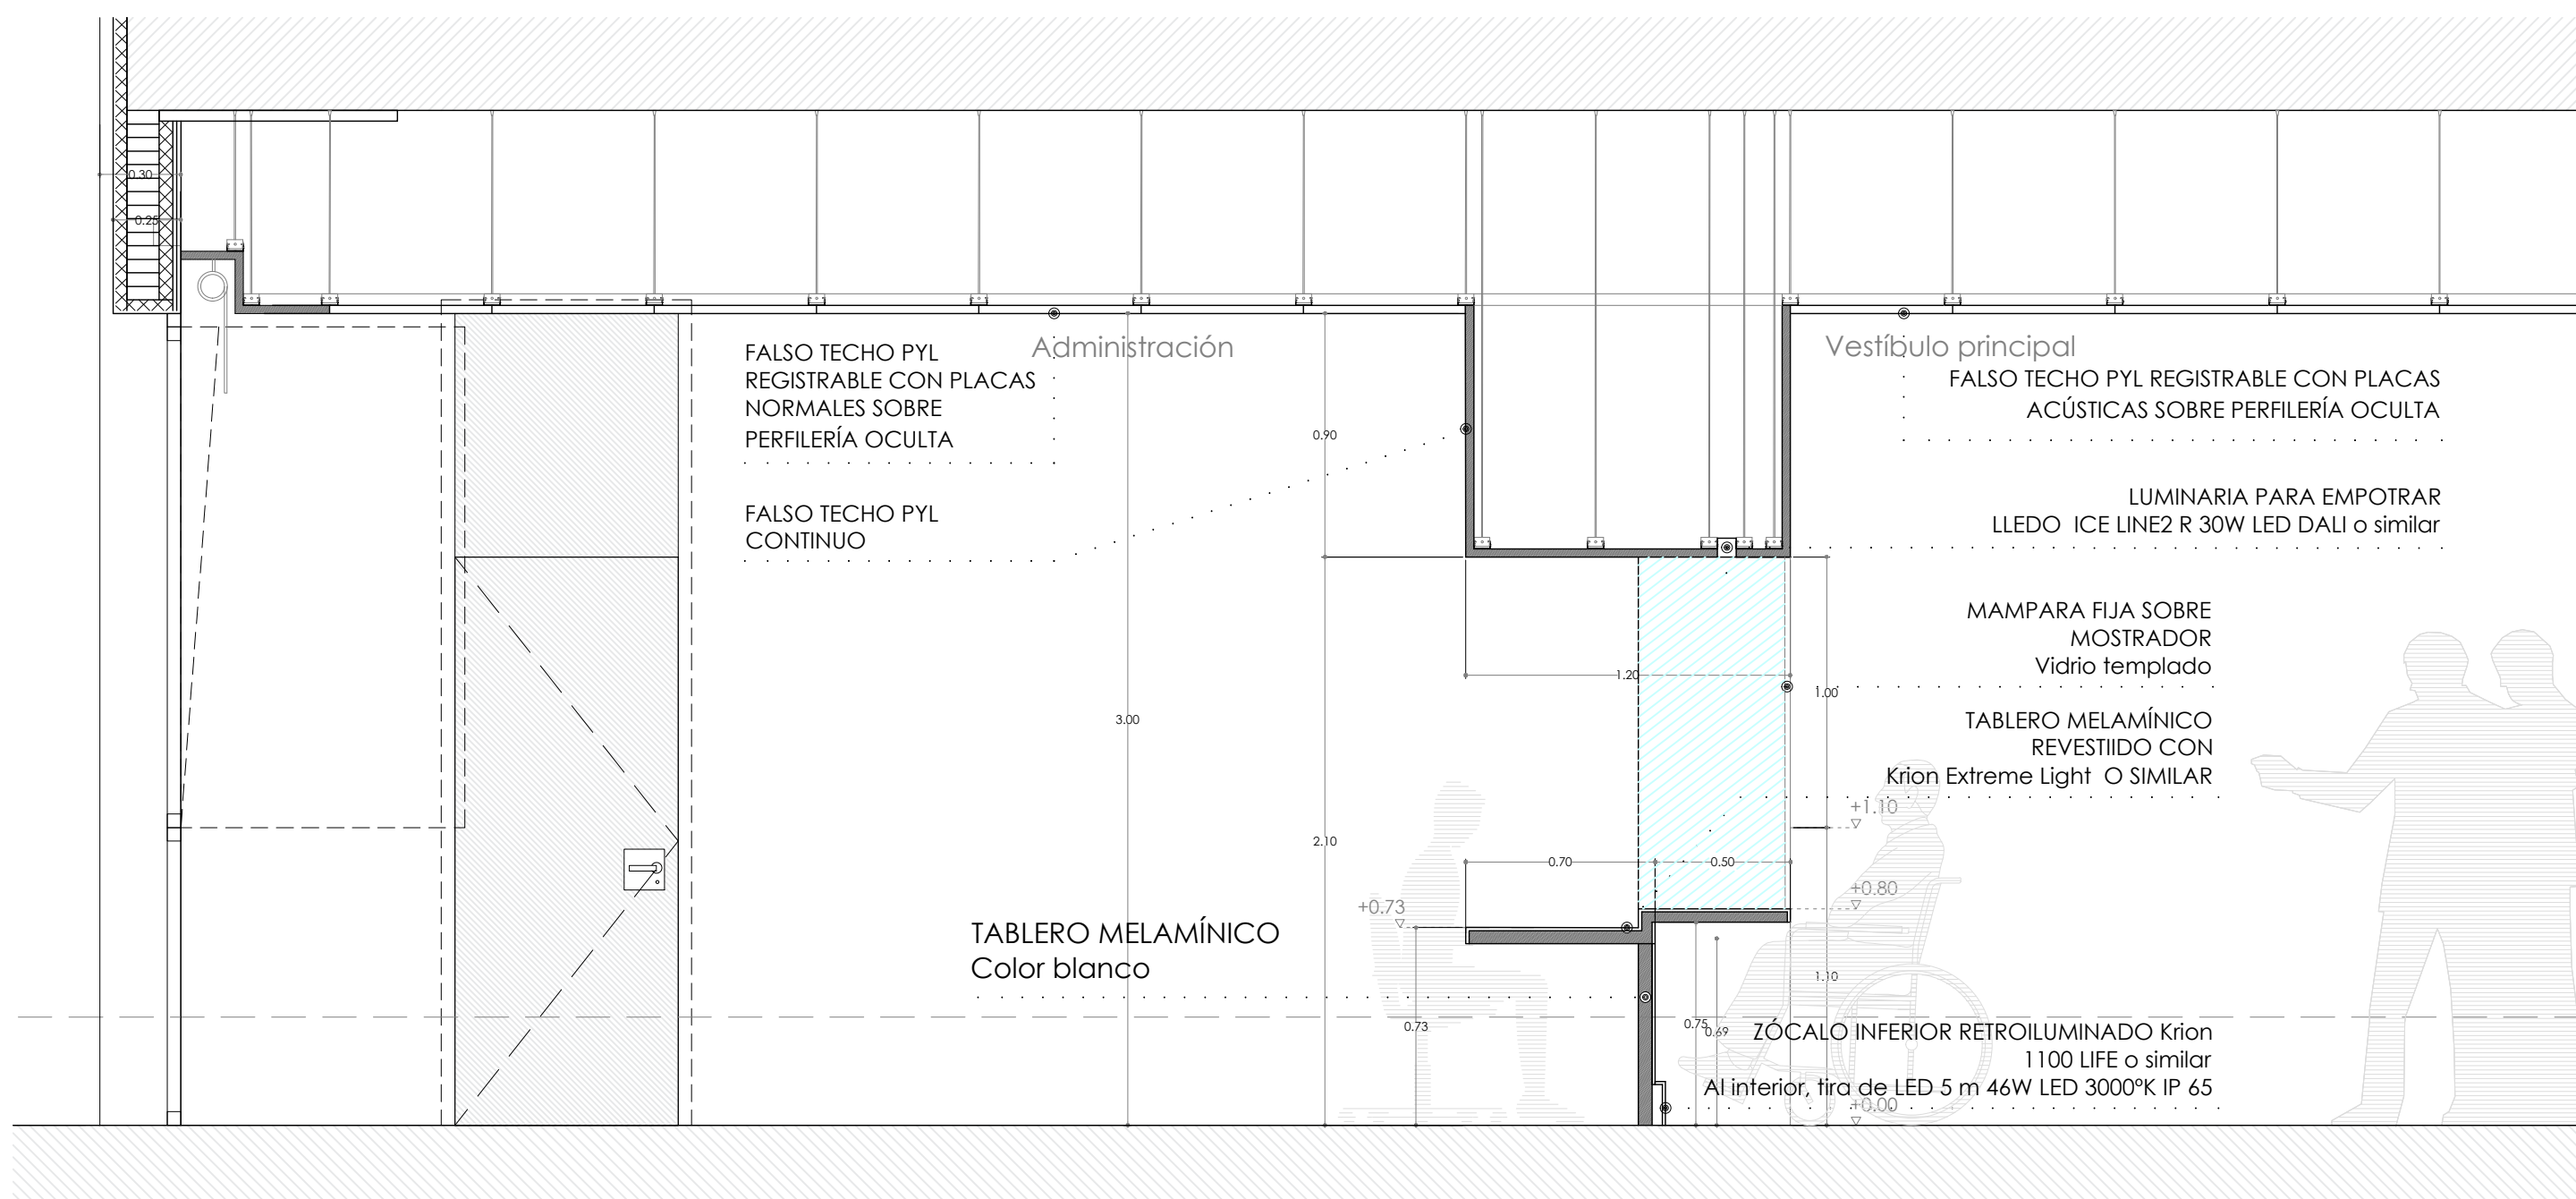 0.30
0.25
Administración
Vestíbulo principal
FALSO TECHO PYL
REGISTRABLE CON PLACAS
NORMALES SOBRE
PERFILERÍA OCULTA
FALSO TECHO PYL REGISTRABLE CON PLACAS
ACÚSTICAS SOBRE PERFILERÍA OCULTA
0.90
FALSO TECHO PYL
CONTINUO
LUMINARIA PARA EMPOTRAR
LLEDO ICE LINE2 R 30W LED DALI o similar
MAMPARA FIJA SOBRE
MOSTRADOR
Vidrio templado
1.20
1.00
3.00
TABLERO MELAMÍNICO
REVESTIIDO CON
Krion Extreme Light O SIMILAR
+1.10
2.10
0.70
0.50
+0.80
+0.73
TABLERO MELAMÍNICO
Color blanco
1.10
0.73
0.75
0.69
ZÓCALO INFERIOR RETROILUMINADO Krion
1100 LIFE o similar
Al interior, tira de LED 5 m 46W LED 3000ºK IP 65
+0.00